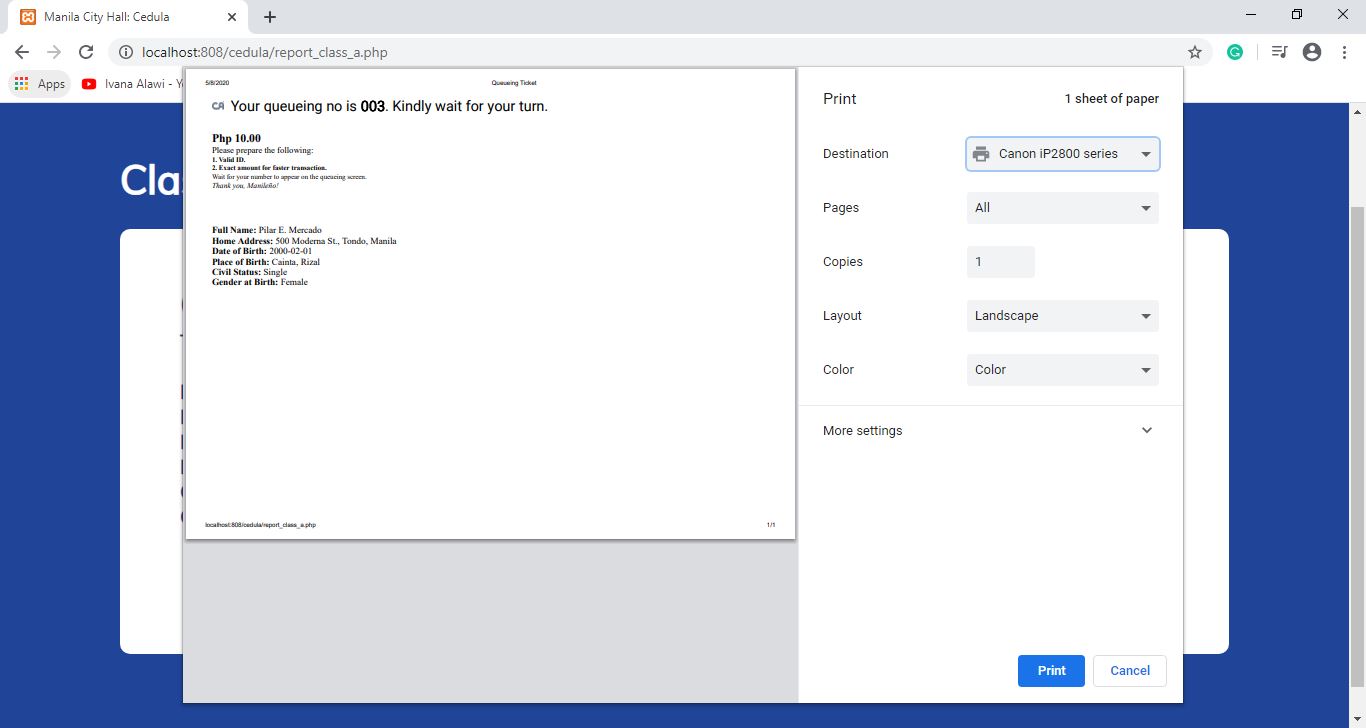 Manila City Hall: Cedula
localhost:808/cedula/report_class_a.php
Apps
Ivana Alawi - Yo
Cla
5/8/2020
Queueing Ticket
CA Your queueing no is 003. Kindly wait for your turn.
Php 10.00
Please prepare the following:
1. Valid ID.
2. Exact amount for faster transaction.
Wait for your number to appear on the queueing screen.
Thank you, Manileño!
Full Name: Pilar E. Mercado
Home Address: 500 Moderna St., Tondo, Manila
Date of Birth: 2000-02-01
Place of Birth: Cainta, Rizal
Civil Status: Single
Gender at Birth: Female
localhost:808/cedula/report_class_a.php
1/1
Print
1 sheet of paper
Destination
Canon iP2800 series
Pages
All
Copies
1
Layout
Landscape
Color
Color
More settings
Print
Cancel